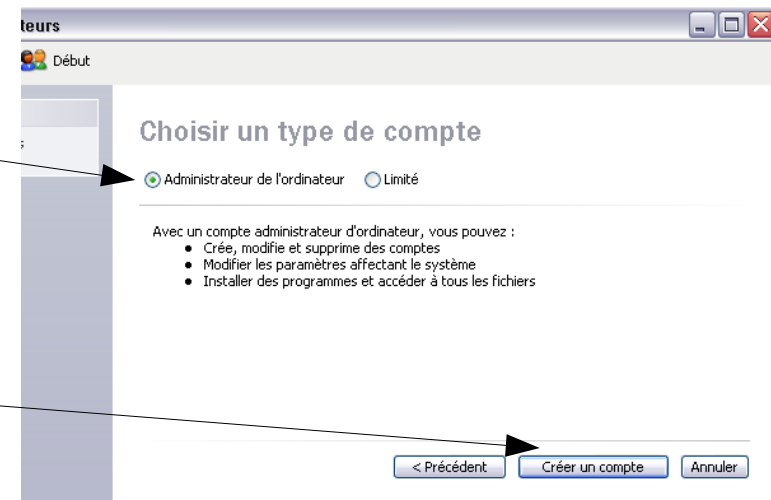 teurs
Début
s
Choisir un type de compte
Administrateur de l'ordinateur Limité
Avec un compte administrateur d'ordinateur, vous pouvez :
• Crée, modifie et supprime des comptes
• Modifier les paramètres affectant le système
• Installer des programmes et accéder à tous les fichiers
< Précédent Créer un compte Annuler